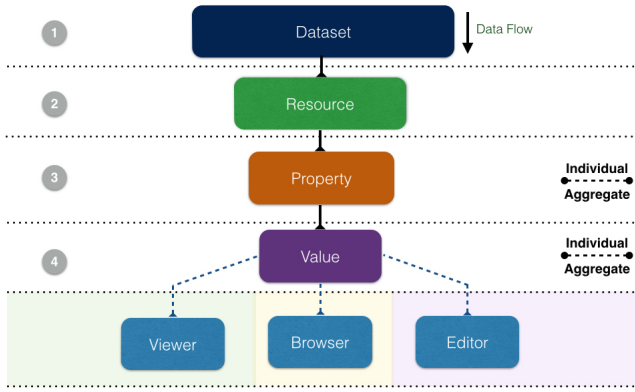 1
Dataset
Data Flow
2
Resource
3
Property
Individual
Aggregate
4
Value
Individual
Aggregate
Viewer
Browser
Editor